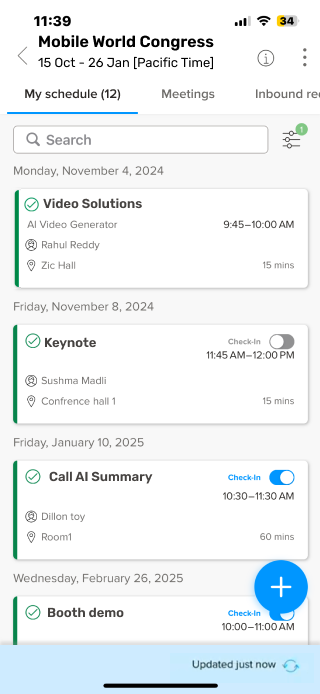 11:39
34
Mobile World Congress
15 Oct - 26 Jan [Pacific Time]
My schedule (12)
Meetings
Inbound re
Search
1
Monday, November 4, 2024
Video Solutions
AI Video Generator
9:45–10:00 AM
Rahul Reddy
Zic Hall
15 mins
Friday, November 8, 2024
Keynote
Check-In
11:45 AM–12:00 PM
Sushma Madli
Confrence hall 1
15 mins
Friday, January 10, 2025
Call AI Summary
Check-In
10:30–11:30 AM
Dillon toy
Room1
60 mins
Wednesday, February 26, 2025
Booth demo
Check-In
10:00–11:00 AM
Updated just now